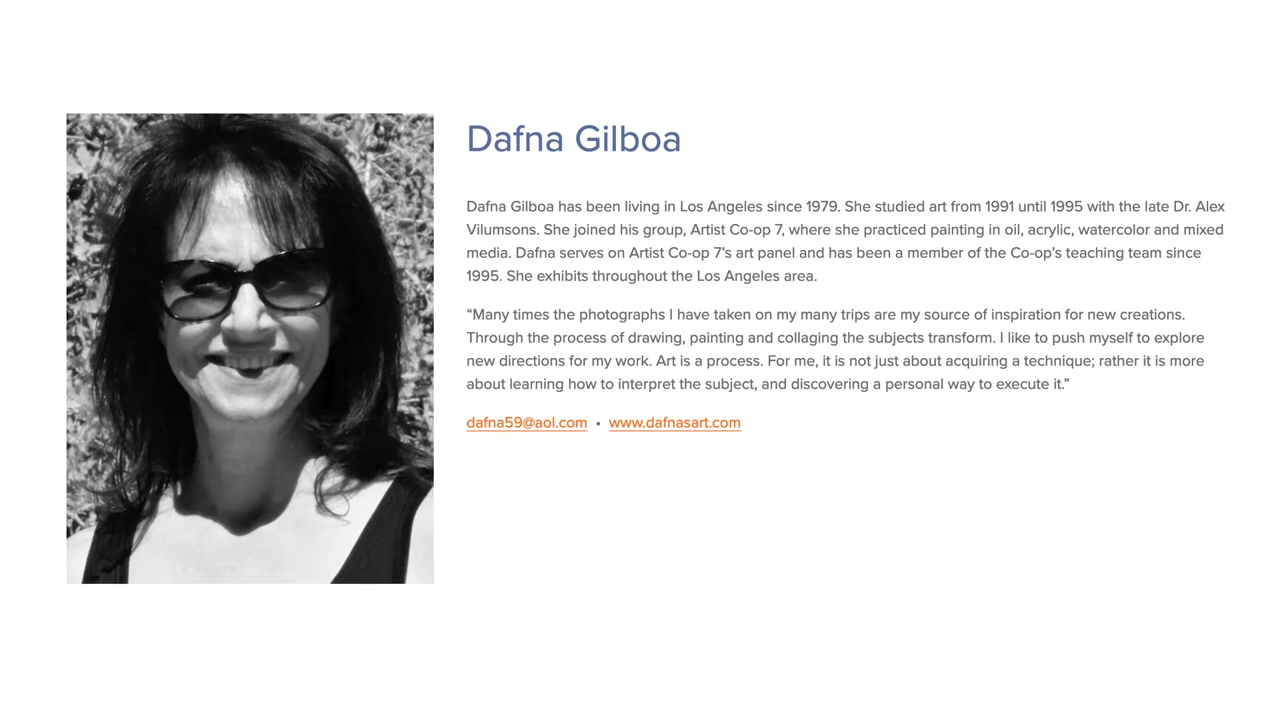 Dafna Gilboa
Dafna Gilboa has been living in Los Angeles since 1979. She studied art from 1991 until 1995 with the late Dr. Alex
Vilumsons. She joined his group, Artist Co-op 7, where she practiced painting in oil, acrylic, watercolor and mixed
media. Dafna serves on Artist Co-op 7’s art panel and has been a member of the Co-op’s teaching team since
1995. She exhibits throughout the Los Angeles area.
“Many times the photographs I have taken on my many trips are my source of inspiration for new creations.
Through the process of drawing, painting and collaging the subjects transform. I like to push myself to explore
new directions for my work. Art is a process. For me, it is not just about acquiring a technique; rather it is more
about learning how to interpret the subject, and discovering a personal way to execute it.”
dafna59@aol.com • www.dafnasart.com